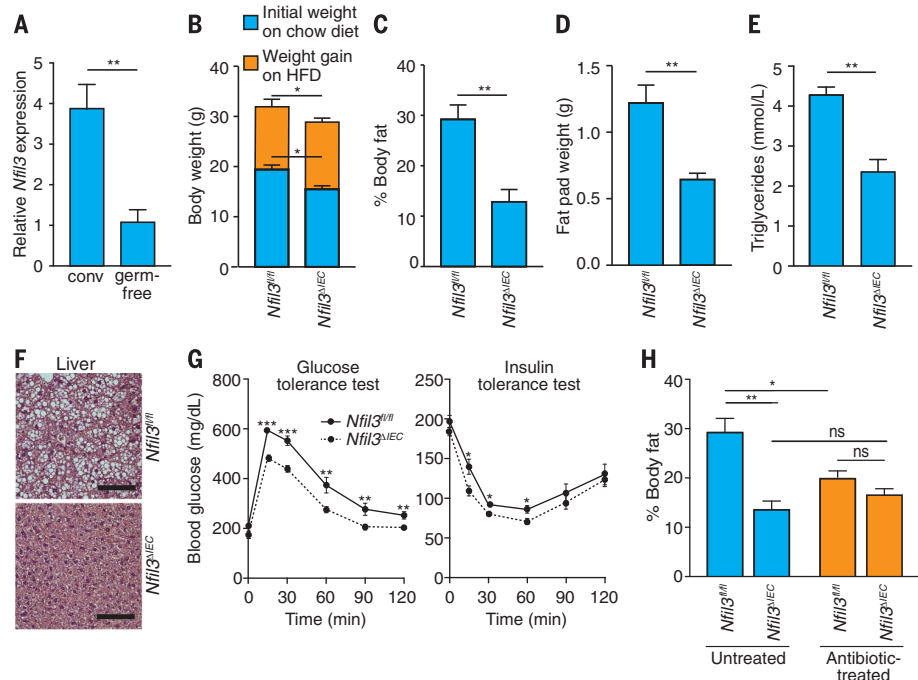 A
Relative Nfil3 expression
5
4
3
2
1
0
**
conv
germ-
free
B
Initial weight
on chow diet
Weight gain
on HFD
Body weight (g)
40
30
20
10
0
*
*
Nfil3fl/fl
Nfil3ΔIEC
C
% Body fat
40
30
20
10
0
**
Nfil3fl/fl
Nfil3ΔIEC
D
Fat pad weight (g)
1.5
1.0
0.5
0.0
**
Nfil3fl/fl
Nfil3ΔIEC
E
Triglycerides (mmol/L)
5
4
3
2
1
0
**
Nfil3fl/fl
Nfil3ΔIEC
F
Liver
Nfil3fl/fl
Nfil3ΔIEC
G
Glucose
tolerance test
Blood glucose (mg/dL)
800
600
400
200
0
***
***
**
**
**
Nfil3fl/fl
Nfil3ΔIEC
0 30 60 90 120
Time (min)
Insulin
tolerance test
250
200
150
100
50
0
*
*
*
0 30 60 90 120
Time (min)
H
% Body fat
40
30
20
10
0
*
**
ns
ns
Nfil3fl/fl
Nfil3ΔIEC
Nfil3fl/fl
Nfil3ΔIEC
Untreated
Antibiotic-
treated